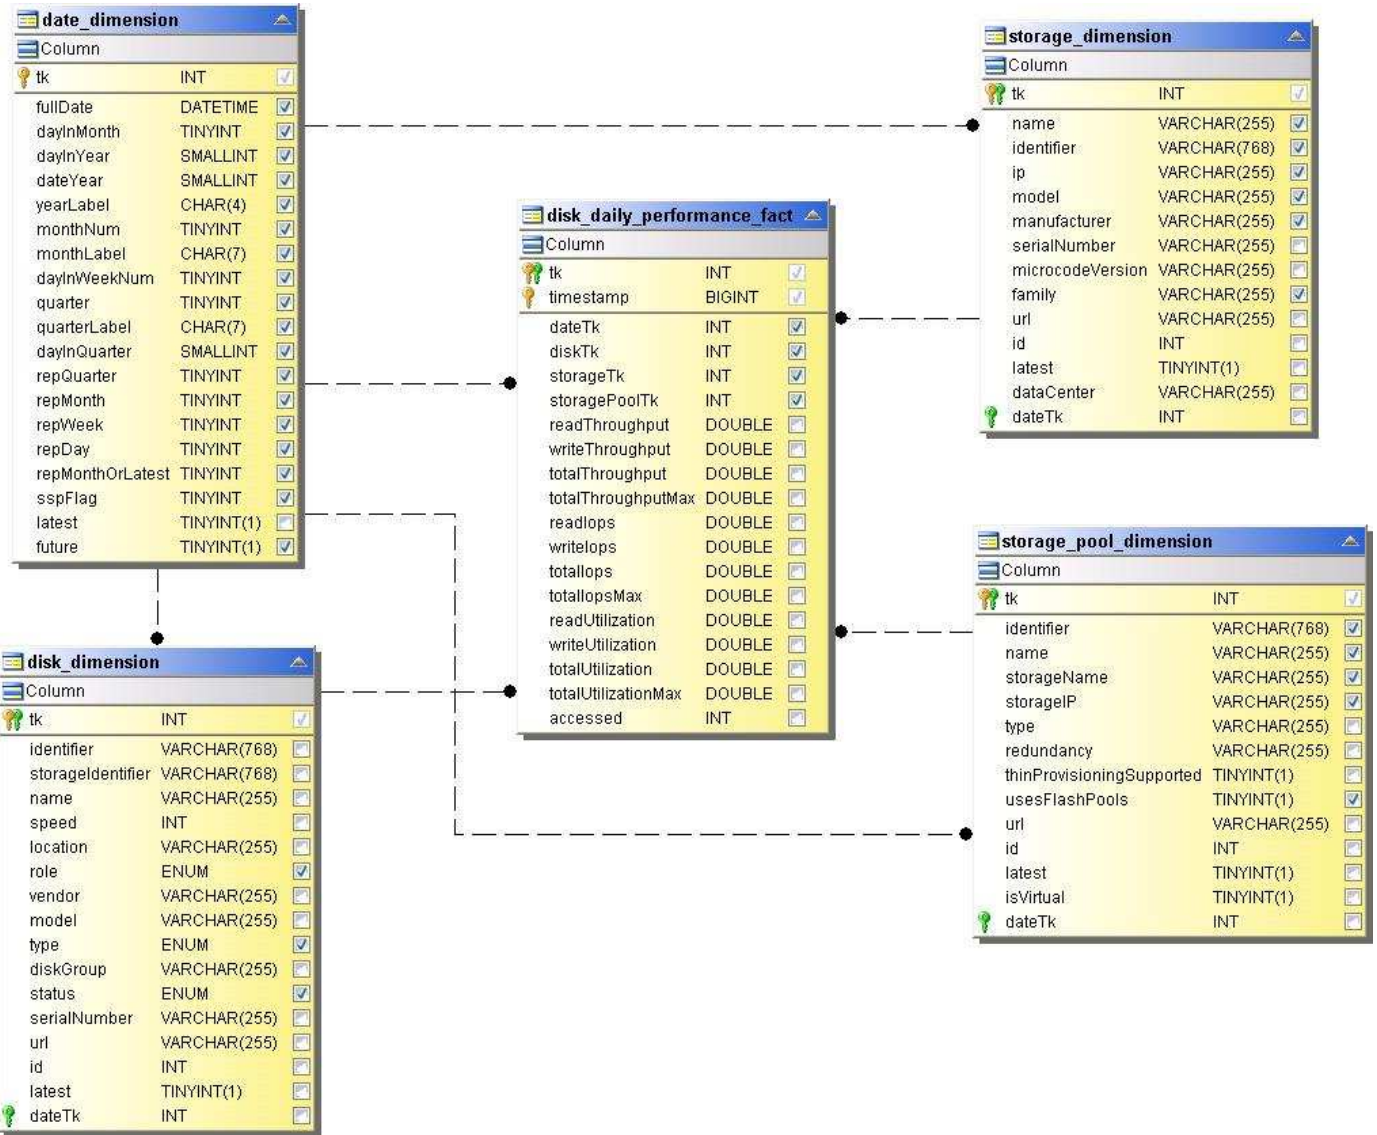 date_dimension
Column
tk INT
fullDate DATETIME
dayInMonth TINYINT
dayInYear SMALLINT
dateYear SMALLINT
yearLabel CHAR(4)
monthNum TINYINT
monthLabel CHAR(7)
dayInWeekNum TINYINT
quarter TINYINT
quarterLabel CHAR(7)
dayInQuarter SMALLINT
repQuarter TINYINT
repMonth TINYINT
repWeek TINYINT
repDay TINYINT
repMonthOrLatest TINYINT
sspFlag TINYINT
latest TINYINT(1)
future TINYINT(1)
disk_dimension
Column
tk INT
identifier VARCHAR(768)
storageIdentifier VARCHAR(768)
name VARCHAR(255)
speed INT
location VARCHAR(255)
role ENUM
vendor VARCHAR(255)
model VARCHAR(255)
type ENUM
diskGroup VARCHAR(255)
status ENUM
serialNumber VARCHAR(255)
url VARCHAR(255)
id INT
latest TINYINT(1)
dateTk INT
disk_daily_performance_fact
Column
tk INT
timestamp BIGINT
dateTk INT
diskTk INT
storageTk INT
storagePoolTk INT
readThroughput DOUBLE
writeThroughput DOUBLE
totalThroughput DOUBLE
totalThroughputMax DOUBLE
readIops DOUBLE
writeIops DOUBLE
totalIops DOUBLE
totalIopsMax DOUBLE
readUtilization DOUBLE
writeUtilization DOUBLE
totalUtilization DOUBLE
totalUtilizationMax DOUBLE
accessed INT
storage_dimension
Column
tk INT
name VARCHAR(255)
identifier VARCHAR(768)
ip VARCHAR(255)
model VARCHAR(255)
manufacturer VARCHAR(255)
serialNumber VARCHAR(255)
microcodeVersion VARCHAR(255)
family VARCHAR(255)
url VARCHAR(255)
id INT
latest TINYINT(1)
dataCenter VARCHAR(255)
dateTk INT
storage_pool_dimension
Column
tk INT
identifier VARCHAR(768)
name VARCHAR(255)
storageName VARCHAR(255)
storageIP VARCHAR(255)
type VARCHAR(255)
redundancy VARCHAR(255)
thinProvisioningSupported TINYINT(1)
usesFlashPools TINYINT(1)
url VARCHAR(255)
id INT
latest TINYINT(1)
isVirtual TINYINT(1)
dateTk INT